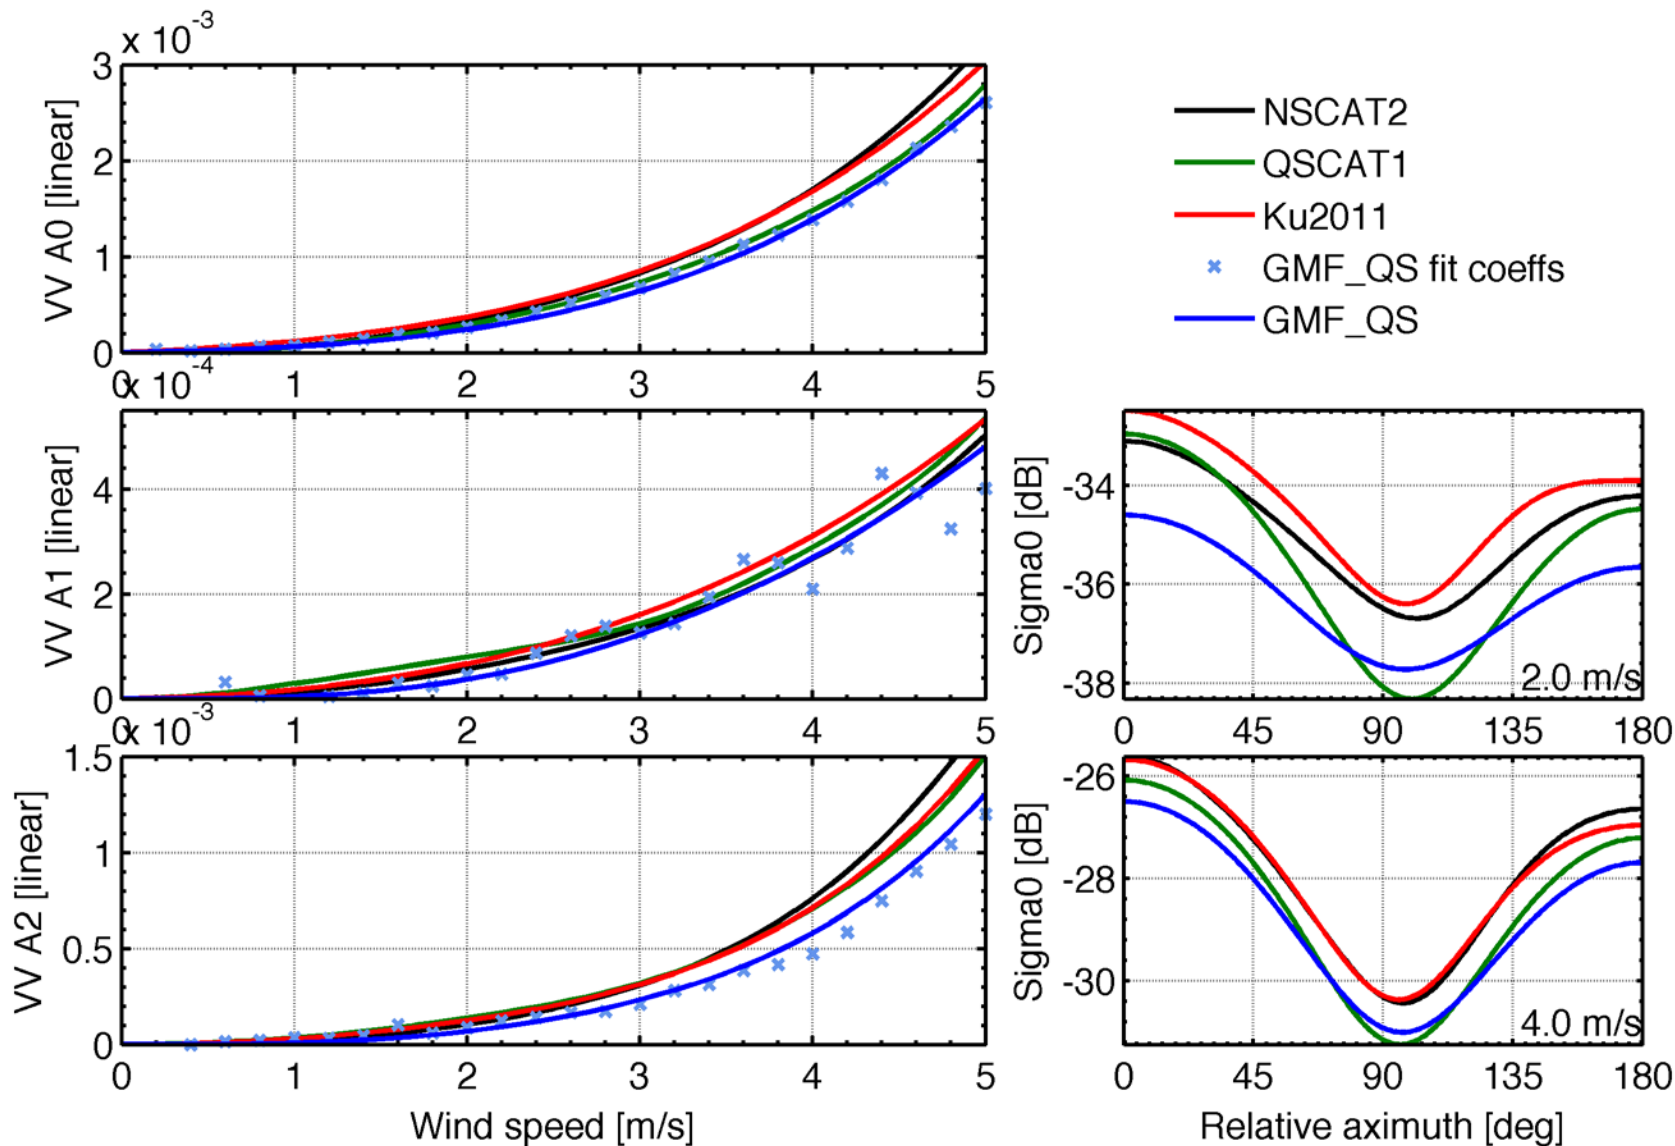 x 10-3
3
2
1
0
VV A0 [linear]
0 1 2 3 4 5
NSCAT2
QSCAT1
Ku2011
GMF_QS fit coeffs
GMF_QS
x 10-4
4
2
0
VV A1 [linear]
0 1 2 3 4 5
-34
-36
-38
Sigma0 [dB]
2.0 m/s
0 45 90 135 180
x 10-3
1.5
1
0.5
0
VV A2 [linear]
0 1 2 3 4 5
Wind speed [m/s]
-26
-28
-30
Sigma0 [dB]
4.0 m/s
0 45 90 135 180
Relative aximuth [deg]